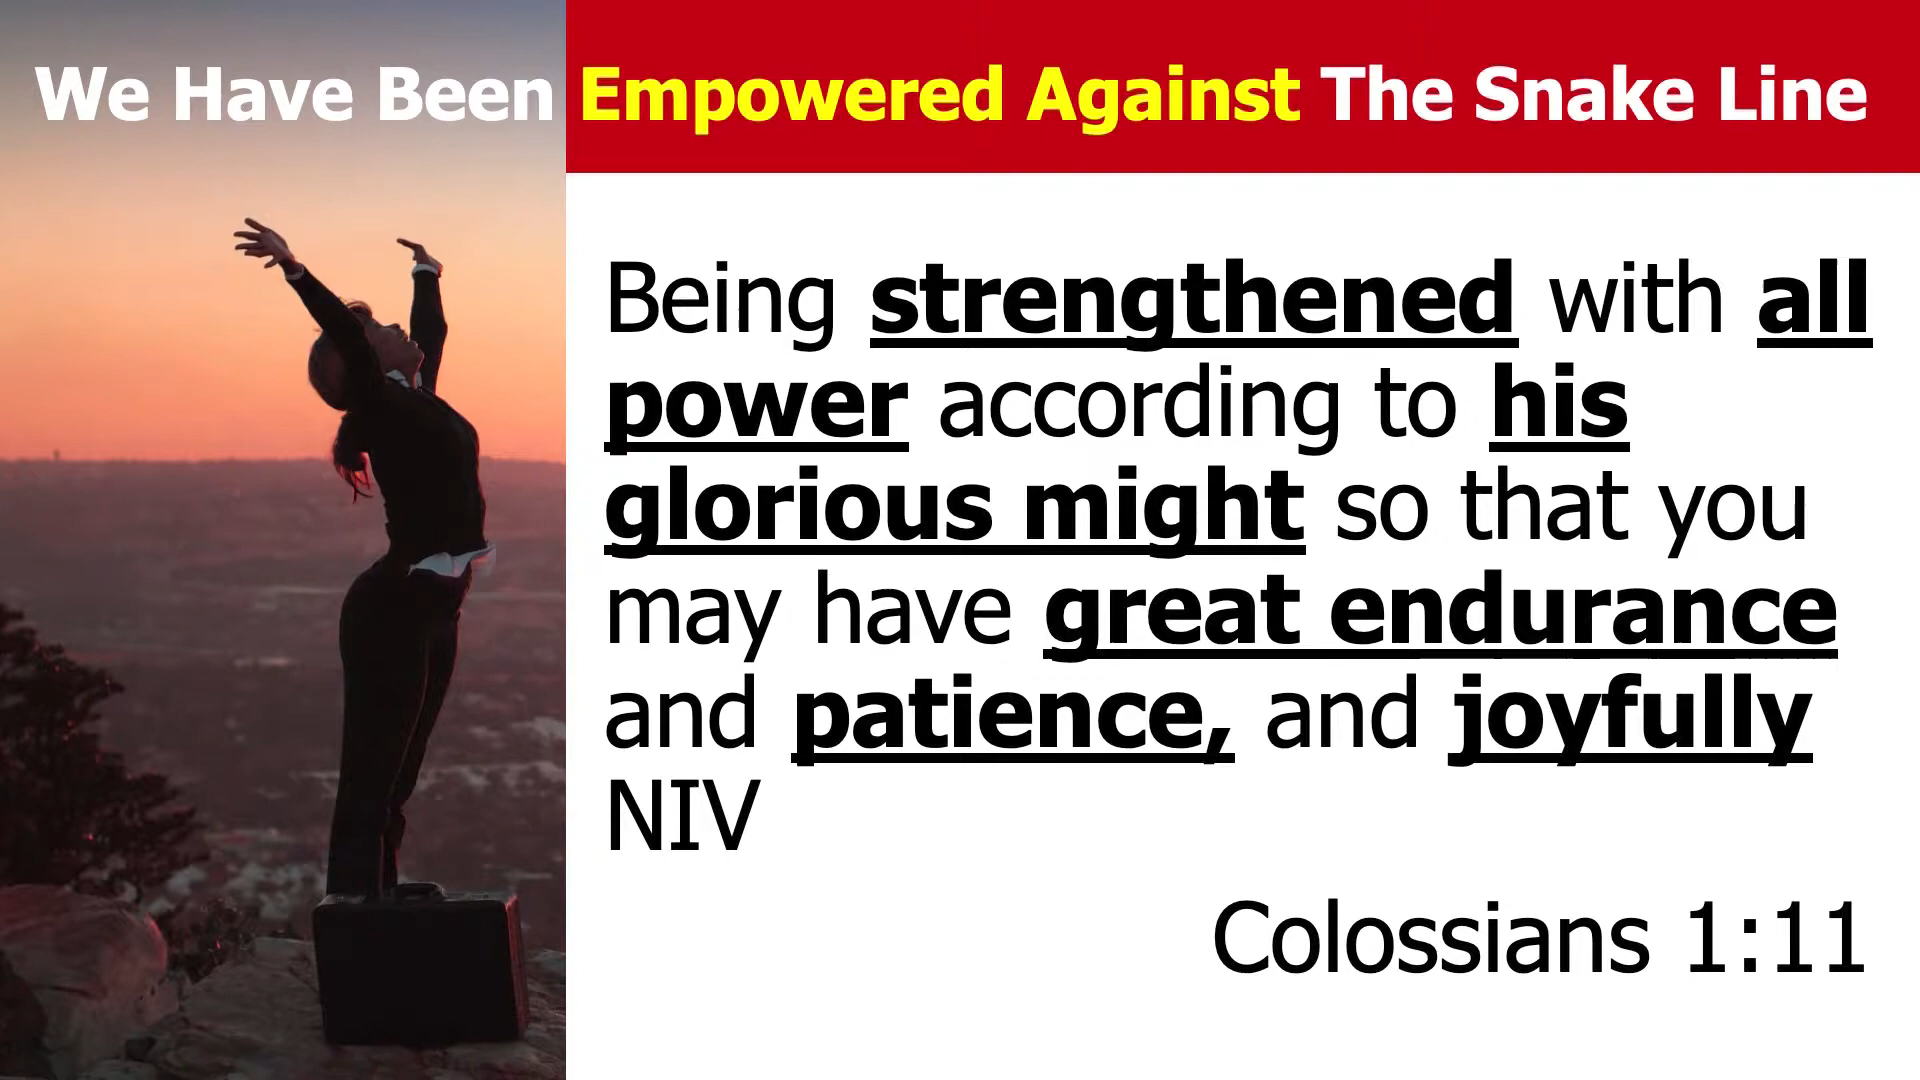 We Have Been Empowered Against The Snake Line
Being strengthened with all
power according to his
glorious might so that you
may have great endurance
and patience, and joyfully
NIV
Colossians 1:11